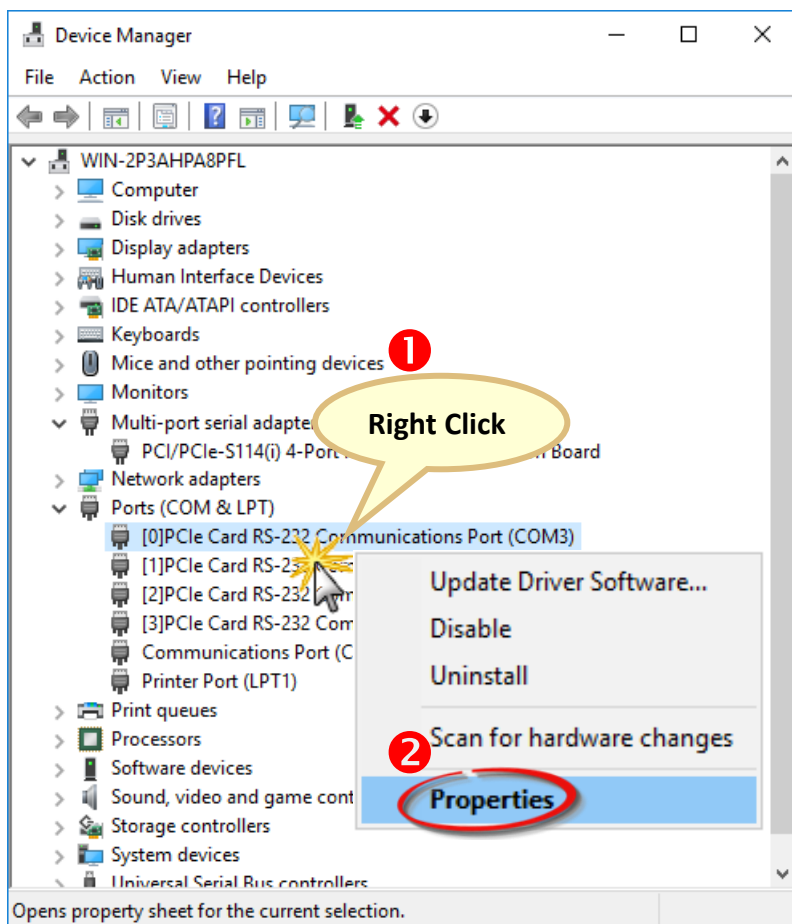 Device Manager
File Action View Help
WIN-2P3AHPA8PFL
Computer
Disk drives
Display adapters
Human Interface Devices
IDE ATA/ATAPI controllers
Keyboards
1
Mice and other pointing devices
Monitors
Multi-port serial adapte
Right Click
PCI/PCIe-S114(i) 4-Port Board
Network adapters
Ports (COM & LPT)
[0]PCIe Card RS-232 Communications Port (COM3)
[1]PCIe Card RS-23
[2]PCIe Card RS-232
[3]PCIe Card RS-232 Com
Communications Port (C
Printer Port (LPT1)
Print queues
Processors
Software devices
Sound, video and game cont
Storage controllers
System devices
Universal Serial Bus controllers
Update Driver Software...
Disable
Uninstall
Scan for hardware changes
2
Properties
Opens property sheet for the current selection.